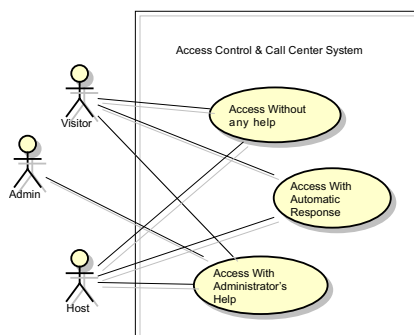 Access Control & Call Center System
Visitor
Access Without
any help
Admin
Access With
Automatic
Response
Host
Access With
Administrator's
Help